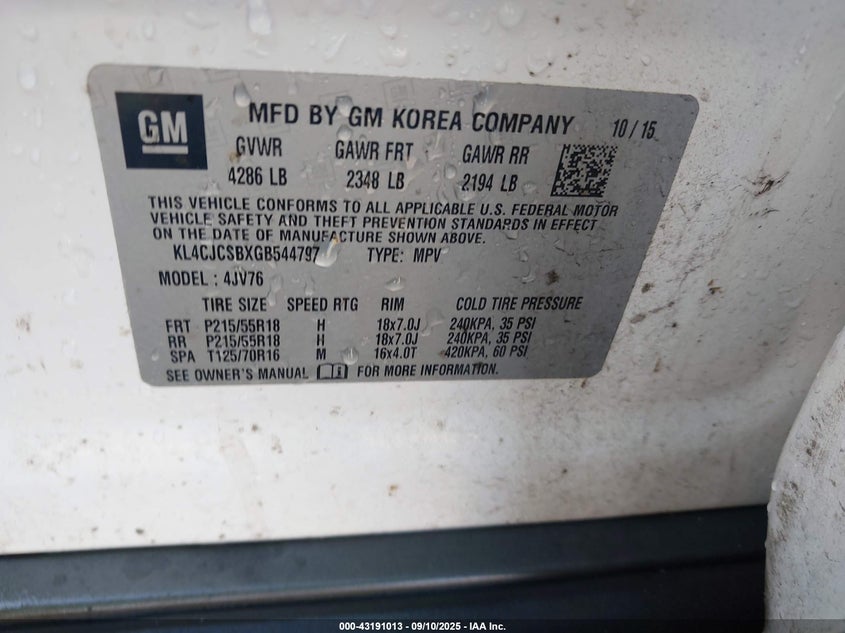 GM
MFD BY GM KOREA COMPANY 10/15
GVWR GAWR FRT GAWR RR
4286 LB 2348 LB 2194 LB
THIS VEHICLE CONFORMS TO ALL APPLICABLE U.S. FEDERAL MOTOR
VEHICLE SAFETY AND THEFT PREVENTION STANDARDS IN EFFECT
ON THE DATE OF MANUFACTURE SHOWN ABOVE.
KL4CJCSBXGB544797 TYPE: MPV
MODEL: 4JV76
TIRE SIZE SPEED RTG RIM COLD TIRE PRESSURE
FRT P215/55R18 H 18x7.0J 240KPA, 35 PSI
RR P215/55R18 H 18x7.0J 240KPA, 35 PSI
SPA T125/70R16 M 16x4.0T 420KPA, 60 PSI
SEE OWNER'S MANUAL FOR MORE INFORMATION.
000-43191013 - 09/10/2025 - IAA Inc.